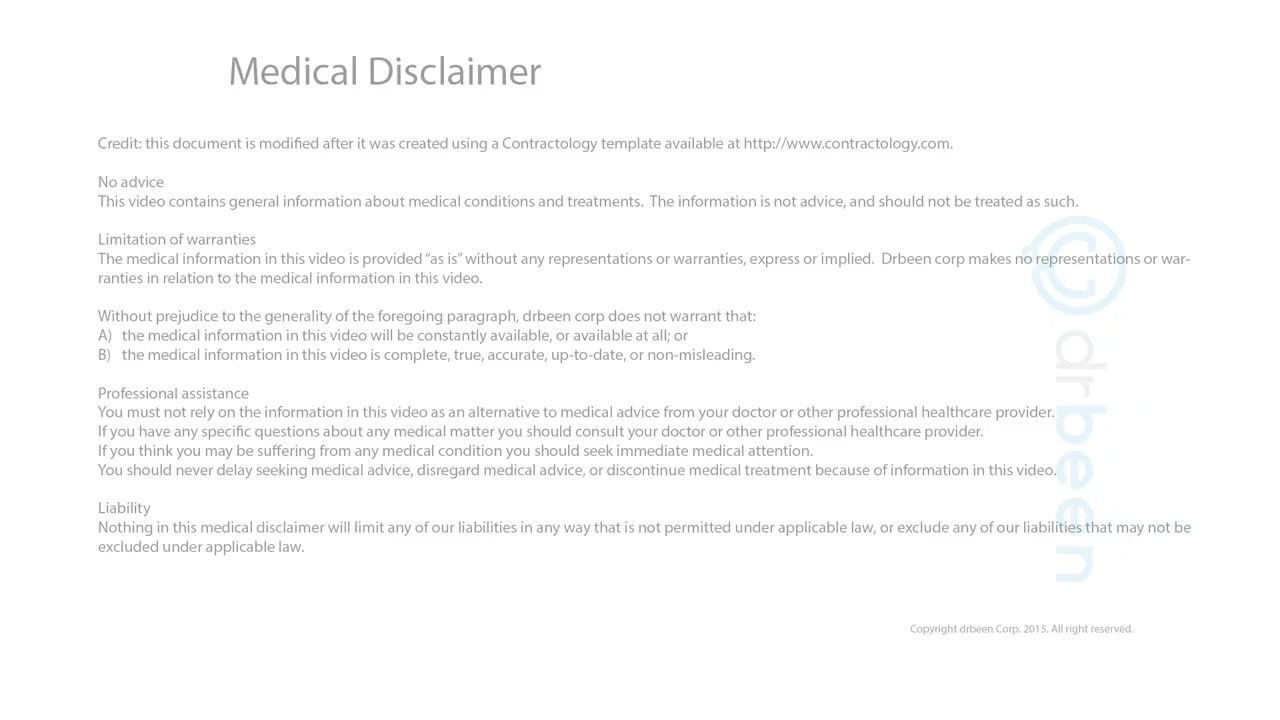 Medical Disclaimer
Credit: this document is modified after it was created using a Contractology template available at http://www.contractology.com.
No advice
This video contains general information about medical conditions and treatments.  The information is not advice, and should not be treated as such.
Limitation of warranties
The medical information in this video is provided “as is” without any representations or warranties, express or implied.  Drbeen corp makes no representations or war-
ranties in relation to the medical information in this video.
Without prejudice to the generality of the foregoing paragraph, drbeen corp does not warrant that:
A)  the medical information in this video will be constantly available, or available at all; or
B)  the medical information in this video is complete, true, accurate, up-to-date, or non-misleading.
Professional assistance
You must not rely on the information in this video as an alternative to medical advice from your doctor or other professional healthcare provider.
If you have any specific questions about any medical matter you should consult your doctor or other professional healthcare provider.
If you think you may be suffering from any medical condition you should seek immediate medical attention.
You should never delay seeking medical advice, disregard medical advice, or discontinue medical treatment because of information in this video.
Liability
Nothing in this medical disclaimer will limit any of our liabilities in any way that is not permitted under applicable law, or exclude any of our liabilities that may not be
excluded under applicable law.
drbeen
Copyright drbeen Corp. 2015. All right reserved.